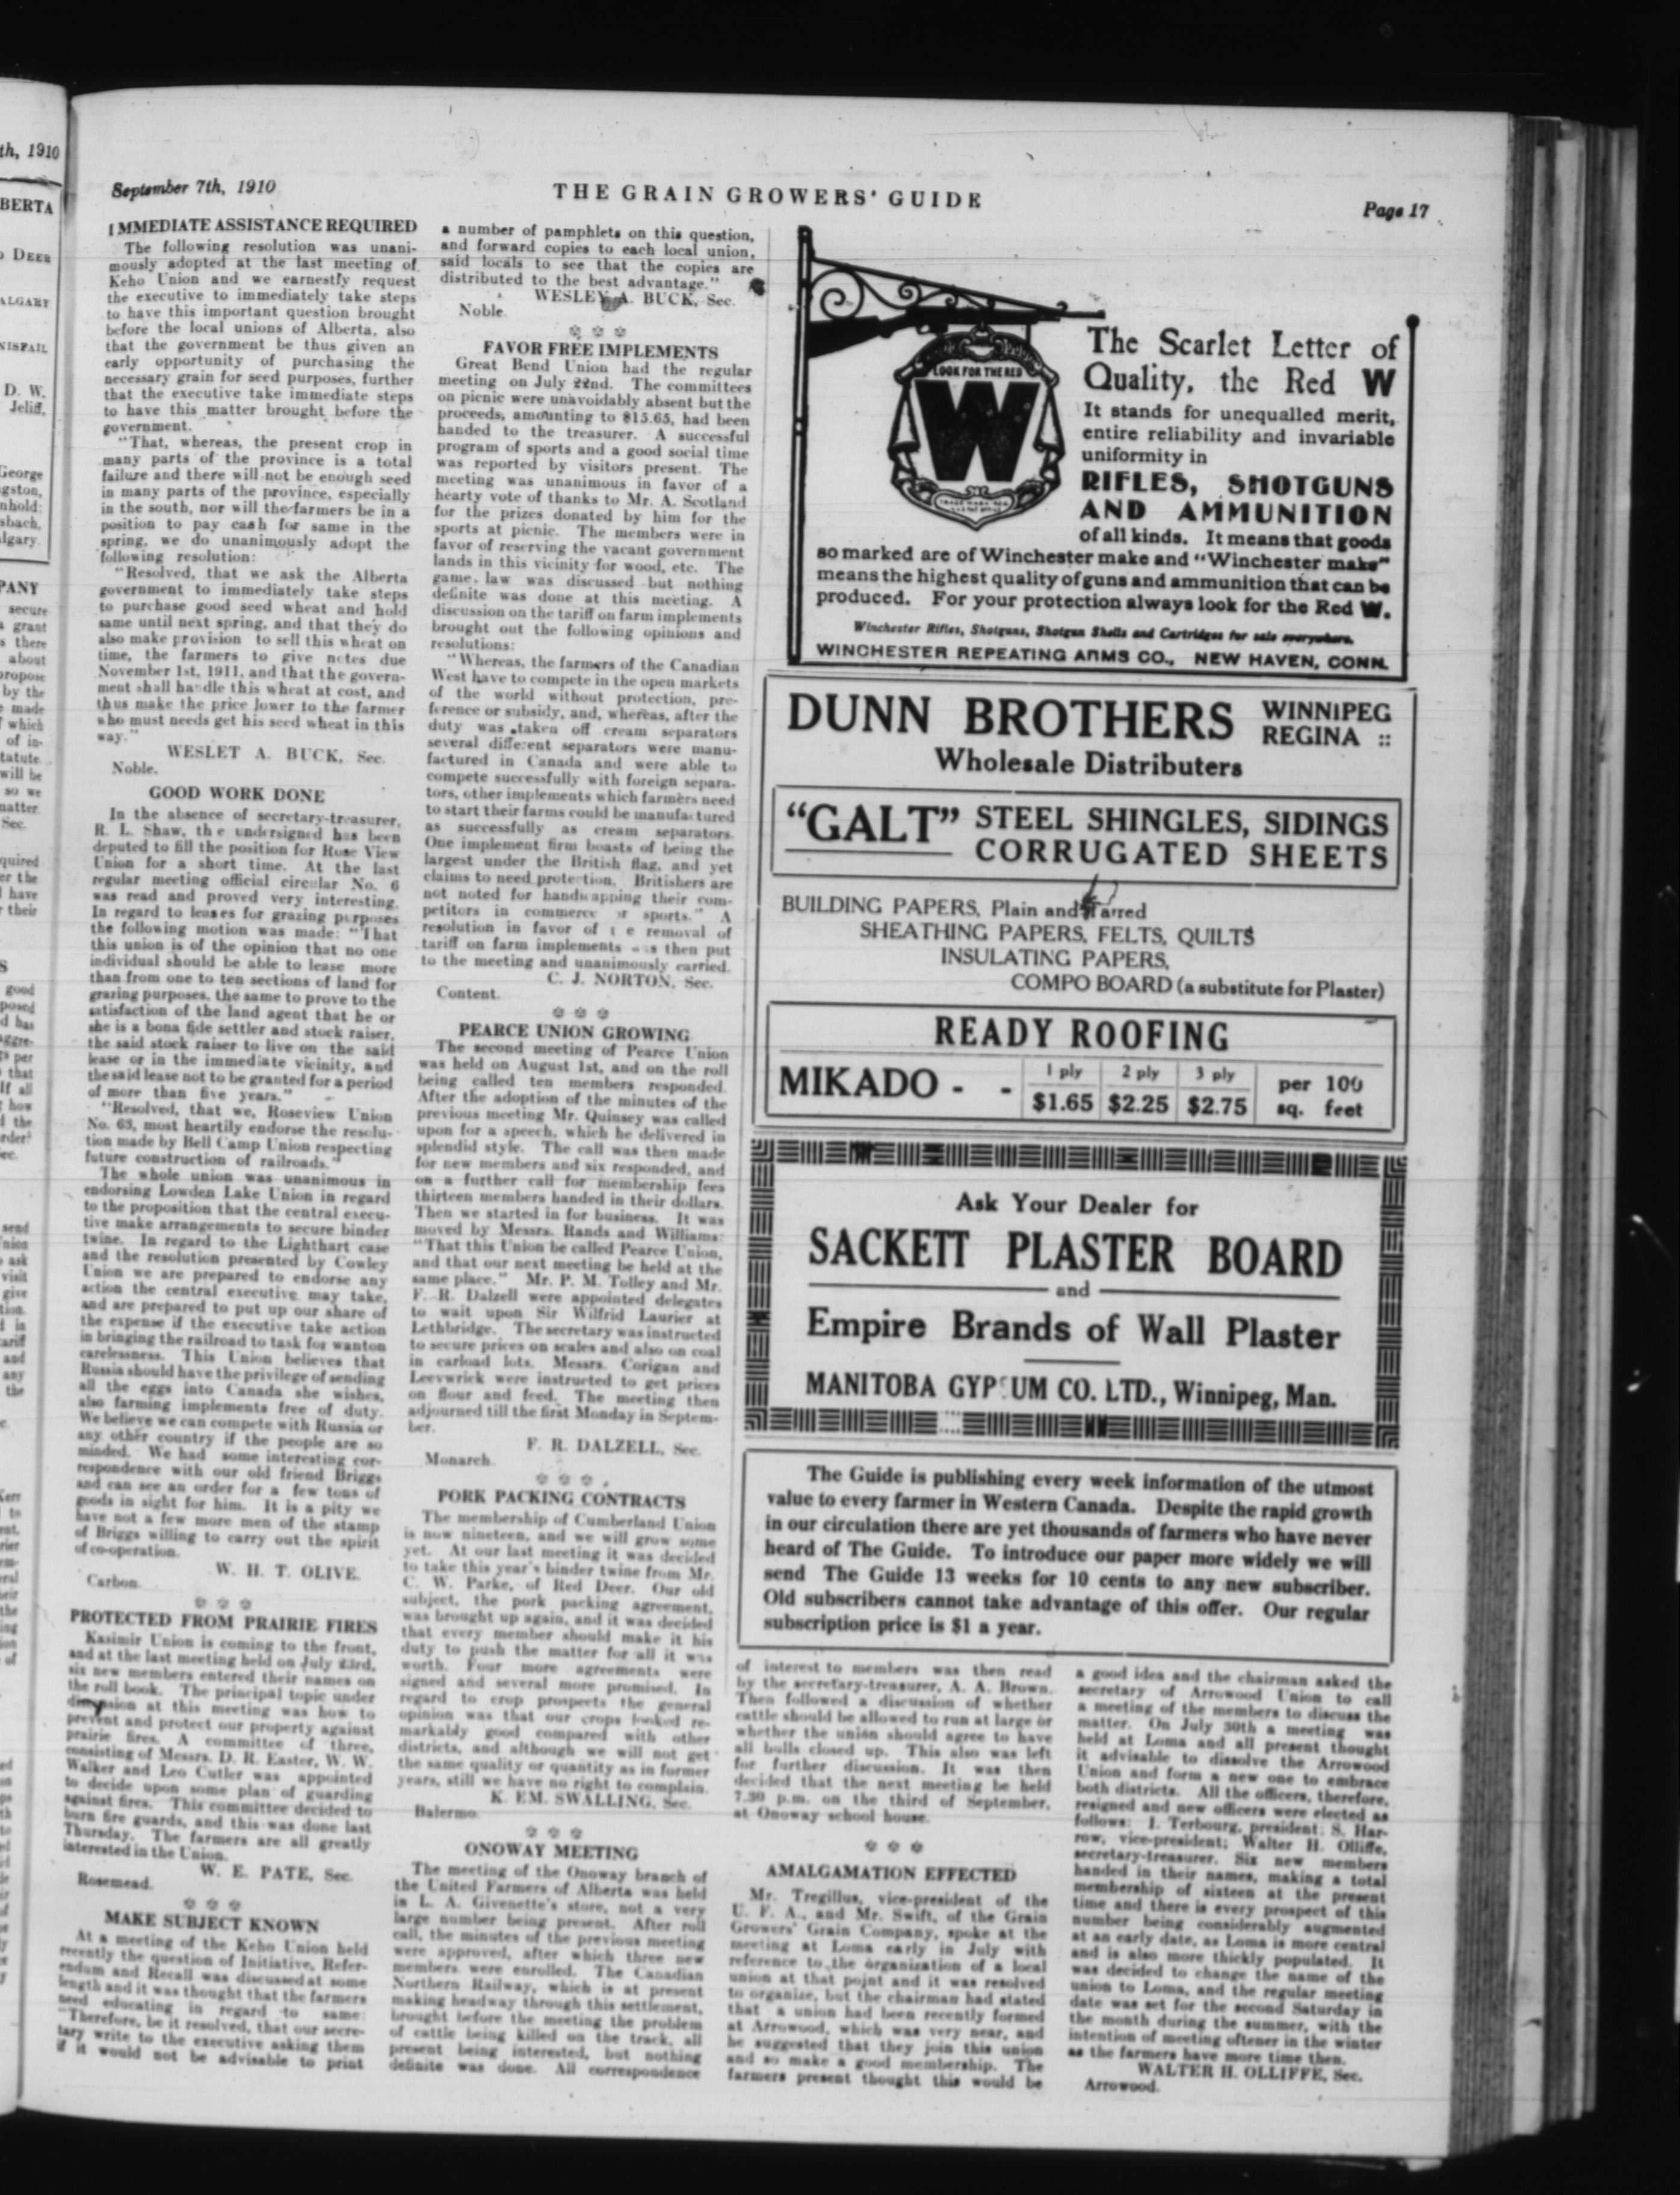 September 7th, 1910
THE GRAIN GROWERS' GUIDE
Page 17
IMMEDIATE ASSISTANCE REQUIRED
The following resolution was unani-
mously adopted at the last meeting of
Keho Union and we earnestly request
the executive to immediately take steps
to have this important question brought
before the local unions of Alberta, also
that the government be thus given an
early opportunity of purchasing the
necessary grain for seed purposes, further
that the executive take immediate steps
to have this matter brought before the
government.
"That, whereas, the present crop in
many parts of the province is a total
failure and there will not be enough seed
in many parts of the province, especially
in the south, nor will the farmers be in a
position to pay cash for same in the
spring, we do unanimously adopt the
following resolution:
"Resolved, that we ask the Alberta
government to immediately take steps
to purchase good seed wheat and hold
same until next spring, and that they do
also make provision to sell this wheat on
time, the farmers to give notes due
November 1st, 1911, and that the govern-
ment shall handle this wheat at cost, and
thus make the price lower to the farmer
who must needs get his seed wheat in this
way."
WESLET A. BUCK, Sec.
Noble.
GOOD WORK DONE
In the absence of secretary-treasurer,
R. L. Shaw, the undersigned has been
deputed to fill the position for Rose View
Union for a short time. At the last
regular meeting official circular No. 6
was read and proved very interesting.
In regard to leases for grazing purposes
the following motion was made: "That
this union is of the opinion that no one
individual should be able to lease more
than from one to ten sections of land for
grazing purposes, the same to prove to the
satisfaction of the land agent that he or
she is a bona fide settler and stock raiser,
the said stock raiser to live on the said
lease or in the immediate vicinity, and
the said lease not to be granted for a period
of more than five years."
"Resolved, that we, Roseview Union
No. 63, most heartily endorse the resolu-
tion made by Bell Camp Union respecting
future construction of railroads."
The whole union was unanimous in
endorsing Lowden Lake Union in regard
to the proposition that the central execu-
tive make arrangements to secure binder
twine. In regard to the Lighthart case
and the resolution presented by Cowley
Union we are prepared to endorse any
action the central executive may take,
and are prepared to put up our share of
the expense if the executive take action
in bringing the railroad to task for wanton
carelessness. This Union believes that
Russia should have the privilege of sending
all the eggs into Canada she wishes,
also farming implements free of duty.
We believe we can compete with Russia or
any other country if the people are so
minded. We had some interesting cor-
respondence with our old friend Briggs
and can see an order for a few tons of
goods in sight for him. It is a pity we
have not a few more men of the stamp
of Briggs willing to carry out the spirit
of co-operation.
W. H. T. OLIVE.
Carbon.
PROTECTED FROM PRAIRIE FIRES
Kasimir Union is coming to the front,
and at the last meeting held on July 23rd,
six new members entered their names on
the roll book. The principal topic under
at this meeting was how to
prevent and protect our property against
prairie fires. A committee of three,
consisting of Messrs. D. R. Easter, W. W.
Walker and Leo Cutler was appointed
to decide upon some plan of guarding
against fires. This committee decided to
burn fire guards, and this was done last
Thursday. The farmers are all greatly
interested in the Union.
W. E. PATE, Sec.
Rosemead.
MAKE SUBJECT KNOWN
At a meeting of the Keho Union held
recently the question of Initiative, Refer-
endum and Recall was discussed at some
length and it was thought that the farmers
need educating in regard to same:
"Therefore, be it resolved, that our secre-
tary write to the executive asking them
if it would not be advisable to print
a number of pamphlets on this question,
and forward copies to each local union,
said locals to see that the copies are
distributed to the best advantage."
WESLEY A. BUCK, Sec.
Noble.
FAVOR FREE IMPLEMENTS
Great Bend Union had the regular
meeting on July 22nd. The committees
on picnic were unavoidably absent but the
proceeds, amounting to $15.65, had been
handed to the treasurer. A successful
program of sports and a good social time
was reported by visitors present. The
meeting was unanimous in favor of a
hearty vote of thanks to Mr. A. Scotland
for the prizes donated by him for the
sports at picnic. The members were in
favor of reserving the vacant government
lands in this vicinity for wood, etc. The
game law was discussed but nothing
definite was done at this meeting. A
discussion on the tariff on farm implements
brought out the following opinions and
resolutions:
"Whereas, the farmers of the Canadian
West have to compete in the open markets
of the world without protection, pre-
ference or subsidy, and, whereas, after the
duty was taken off cream separators
several different separators were manu-
factured in Canada and were able to
compete successfully with foreign separa-
tors, other implements which farmers need
to start their farms could be manufactured
as successfully as cream separators.
One implement firm boasts of being the
largest under the British flag, and yet
claims to need protection. Britishers are
not noted for handicapping their com-
petitors in commerce or sports." A
resolution in favor of the removal of
tariff on farm implements was then put
to the meeting and unanimously carried.
C. J. NORTON, Sec.
Content.
PEARCE UNION GROWING
The second meeting of Pearce Union
was held on August 1st, and on the roll
being called ten members responded.
After the adoption of the minutes of the
previous meeting Mr. Quinsey was called
upon for a speech, which he delivered in
splendid style. The call was then made
for new members and six responded, and
on a further call for membership fees
thirteen members handed in their dollars.
Then we started in for business. It was
moved by Messrs. Rands and Williams:
"That this Union be called Pearce Union,
and that our next meeting be held at the
same place." Mr. P. M. Tolley and Mr.
F. R. Dalzell were appointed delegates
to wait upon Sir Wilfrid Laurier at
Lethbridge. The secretary was instructed
to secure prices on scales and also on coal
in carload lots. Messrs. Corigan and
Leevwrick were instructed to get prices
on flour and feed. The meeting then
adjourned till the first Monday in Septem-
ber.
F. R. DALZELL, Sec.
Monarch.
PORK PACKING CONTRACTS
The membership of Cumberland Union
is now nineteen, and we will grow some
yet. At our last meeting it was decided
to take this year's binder twine from Mr.
C. W. Parke, of Red Deer. Our old
subject, the pork packing agreement,
was brought up again, and it was decided
that every member should make it his
duty to push the matter for all it was
worth. Four more agreements were
signed and several more promised. In
regard to crop prospects the general
opinion was that our crops looked re-
markably good compared with other
districts, and although we will not get
the same quality or quantity as in former
years, still we have no right to complain.
K. EM. SWALLING, Sec.
Balermo.
ONOWAY MEETING
The meeting of the Onoway branch of
the United Farmers of Alberta was held
in L. A. Givenette's store, not a very
large number being present. After roll
call, the minutes of the previous meeting
were approved, after which three new
members were enrolled. The Canadian
Northern Railway, which is at present
making headway through this settlement,
brought before the meeting the problem
of cattle being killed on the track, all
present being interested, but nothing
definite was done. All correspondence
LOOK FOR THE RED
W
The Scarlet Letter of
Quality, the Red W
It stands for unequalled merit,
entire reliability and invariable
uniformity in
RIFLES, SHOTGUNS
AND AMMUNITION
of all kinds. It means that goods
so marked are of Winchester make and "Winchester make"
means the highest quality of guns and ammunition that can be
produced. For your protection always look for the Red W.
Winchester Rifles, Shotguns, Shotgun Shells and Cartridges for sale everywhere.
WINCHESTER REPEATING ARMS CO., NEW HAVEN, CONN.
DUNN BROTHERS WINNIPEG
REGINA ::
Wholesale Distributers
"GALT" STEEL SHINGLES, SIDINGS
CORRUGATED SHEETS
BUILDING PAPERS, Plain and Tarred
SHEATHING PAPERS, FELTS, QUILTS
INSULATING PAPERS,
COMPO BOARD (a substitute for Plaster)
READY ROOFING
MIKADO - - 1 ply 2 ply 3 ply per 100
$1.65 $2.25 $2.75 sq. feet
Ask Your Dealer for
SACKETT PLASTER BOARD
and
Empire Brands of Wall Plaster
MANITOBA GYPSUM CO. LTD., Winnipeg, Man.
The Guide is publishing every week information of the utmost
value to every farmer in Western Canada. Despite the rapid growth
in our circulation there are yet thousands of farmers who have never
heard of The Guide. To introduce our paper more widely we will
send The Guide 13 weeks for 10 cents to any new subscriber.
Old subscribers cannot take advantage of this offer. Our regular
subscription price is $1 a year.
of interest to members was then read
by the secretary-treasurer, A. A. Brown.
Then followed a discussion of whether
cattle should be allowed to run at large or
whether the union should agree to have
all bulls closed up. This also was left
for further discussion. It was then
decided that the next meeting be held
7.30 p.m. on the third of September,
at Onoway school house.
AMALGAMATION EFFECTED
Mr. Tregillus, vice-president of the
U. F. A., and Mr. Swift, of the Grain
Growers' Grain Company, spoke at the
meeting at Loma early in July with
reference to the organization of a local
union at that point and it was resolved
to organize, but the chairman had stated
that a union had been recently formed
at Arrowood, which was very near, and
he suggested that they join this union
and so make a good membership. The
farmers present thought this would be
a good idea and the chairman asked the
secretary of Arrowood Union to call
a meeting of the members to discuss the
matter. On July 30th a meeting was
held at Loma and all present thought
it advisable to dissolve the Arrowood
Union and form a new one to embrace
both districts. All the officers, therefore,
resigned and new officers were elected as
follows: I. Terbourg, president; S. Har-
row, vice-president; Walter H. Olliffe,
secretary-treasurer. Six new members
handed in their names, making a total
membership of sixteen at the present
time and there is every prospect of this
number being considerably augmented
at an early date, as Loma is more central
and is also more thickly populated. It
was decided to change the name of the
union to Loma, and the regular meeting
date was set for the second Saturday in
the month during the summer, with the
intention of meeting oftener in the winter
as the farmers have more time then.
WALTER H. OLLIFFE, Sec.
Arrowood.